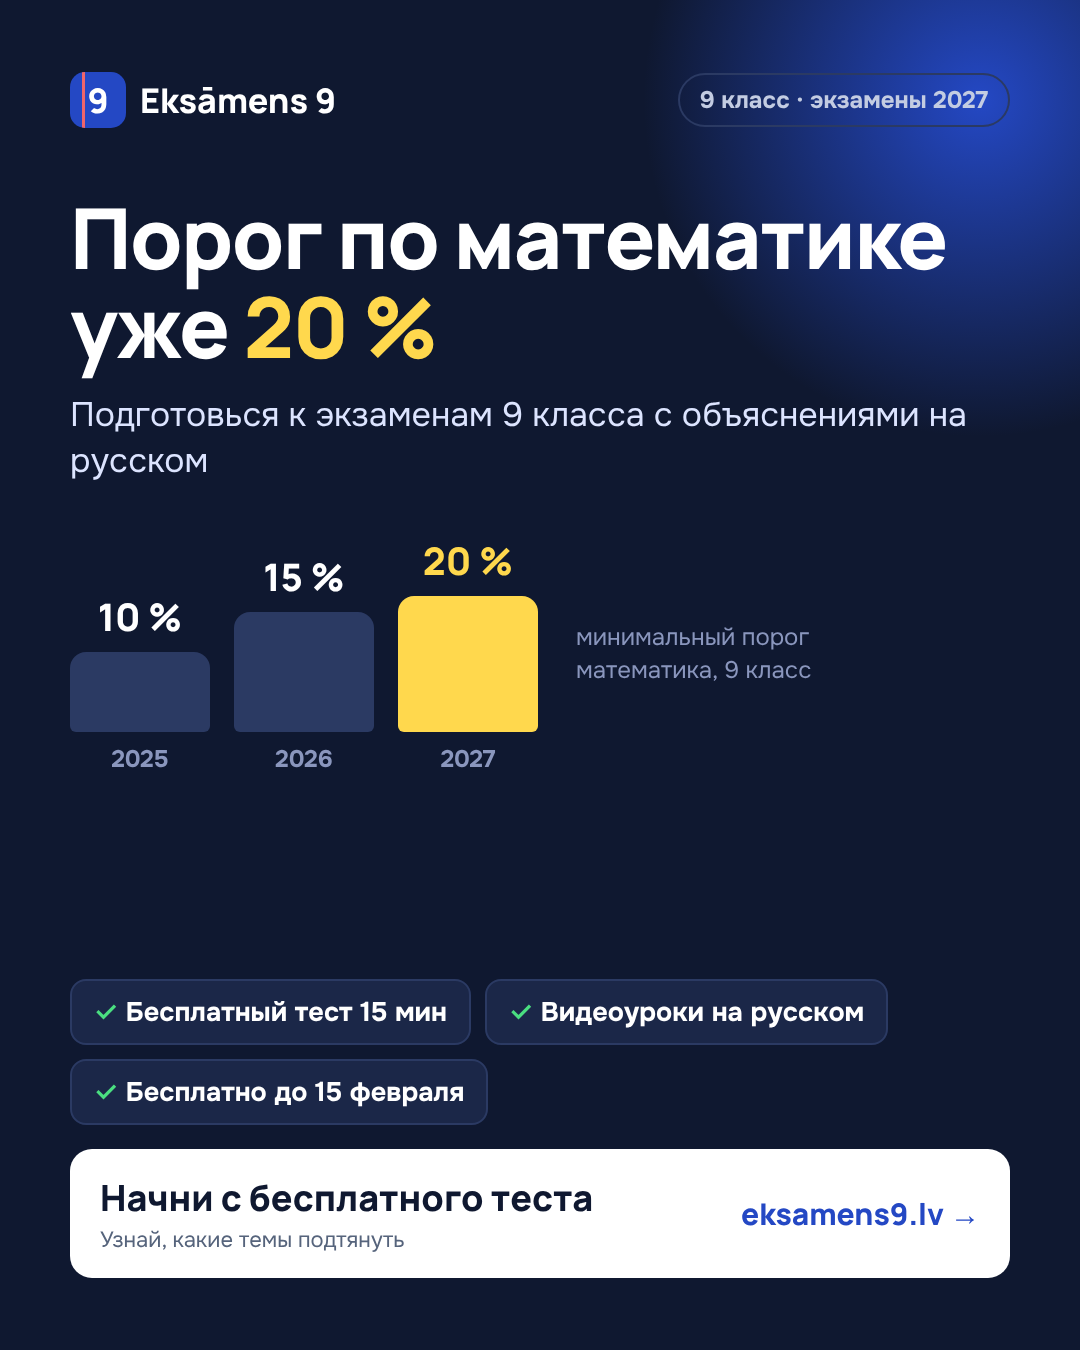 9 Eksāmens 9
9 класс · экзамены 2027
Порог по математике
уже 20 %
Подготовься к экзаменам 9 класса с объяснениями на
русском
10 %
15 %
20 %
2025
2026
2027
минимальный порог
математика, 9 класс
✓ Бесплатный тест 15 мин
✓ Видеоуроки на русском
✓ Бесплатно до 15 февраля
Начни с бесплатного теста
Узнай, какие темы подтянуть
eksamens9.lv →